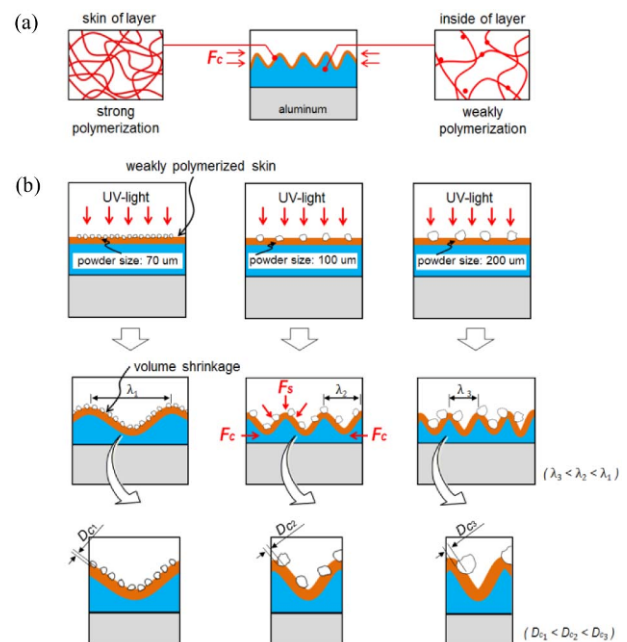 (a)
skin of layer
inside of layer
Fc
aluminum
strong
polymerization
weakly
polymerization
weakly polymerized skin
(b)
UV-light
UV-light
UV-light
powder size: 70 um
powder size: 100 um
powder size: 200 um
volume shrinkage
λ1
Fs
λ2
λ3
Fc
Fc
( λ3 < λ2 < λ1 )
Dc1
Dc2
Dc3
( Dc1 < Dc2 < Dc3 )